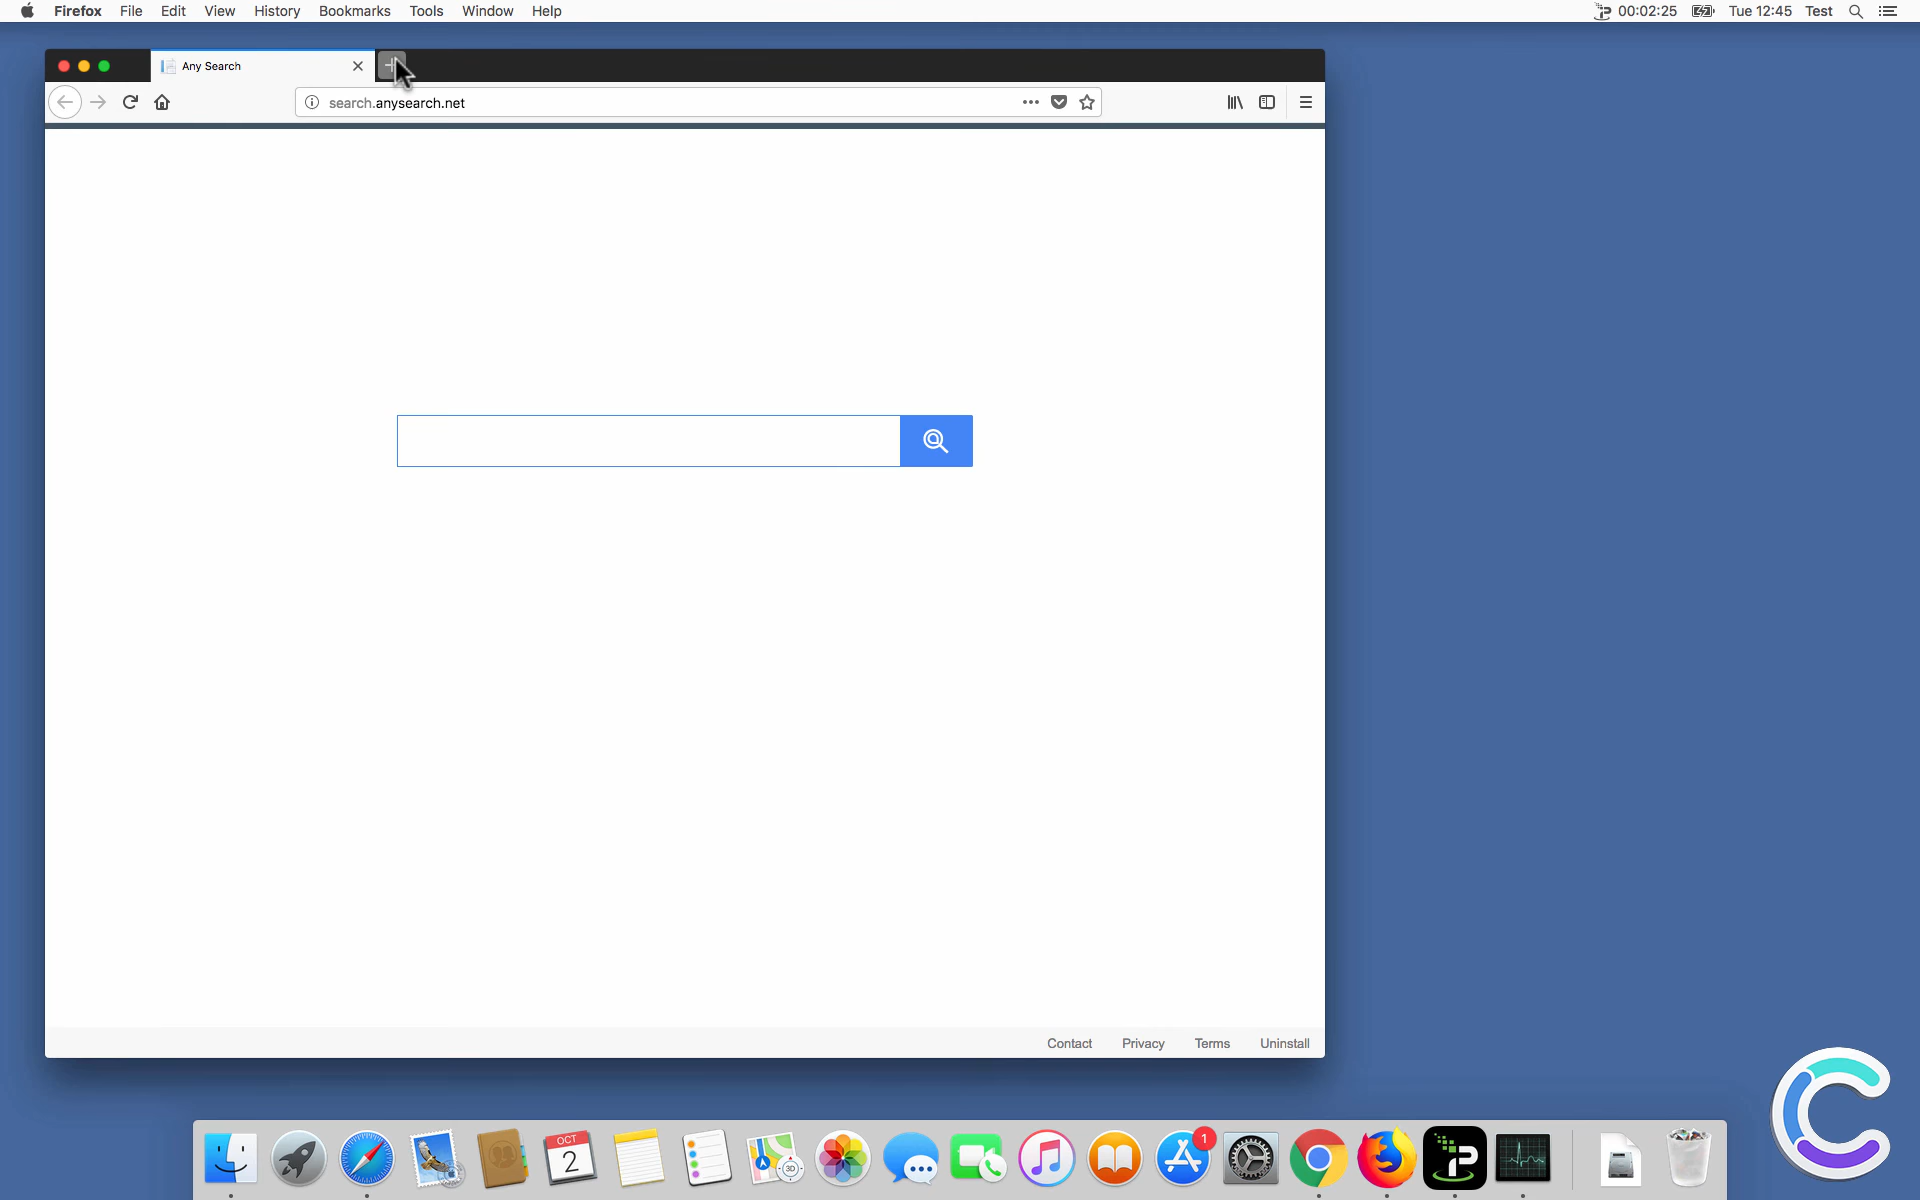 Firefox File Edit View History Bookmarks Tools Window Help 00:02:25 Tue 12:45 Test
Any Search
search.anysearch.net
Contact Privacy Terms Uninstall
OCT
2
3D
1